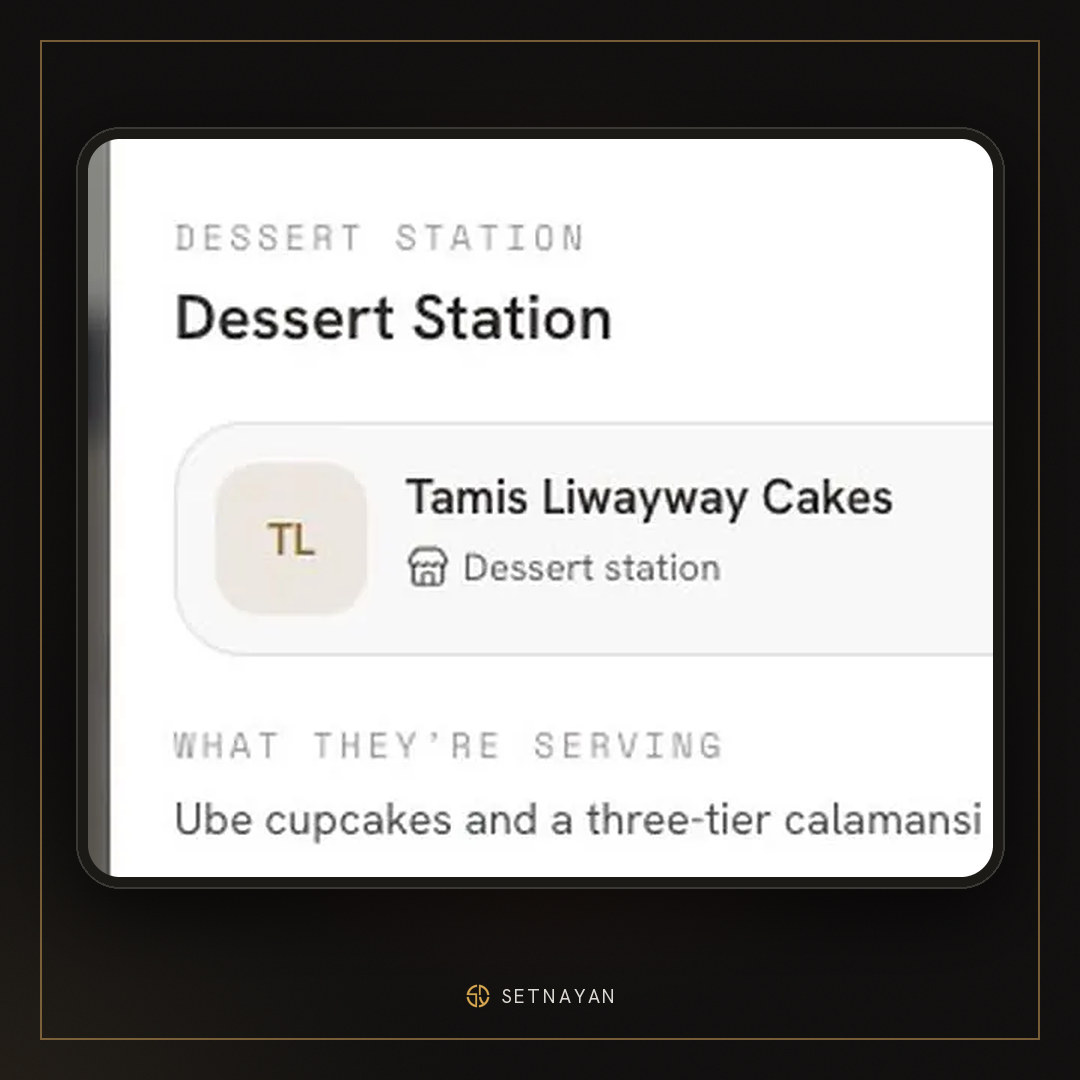 DESSERT STATION
Dessert Station
TL
Tamis Liwayway Cakes
Dessert station
WHAT THEY’RE SERVING
Ube cupcakes and a three-tier calamansi
SETNAYAN